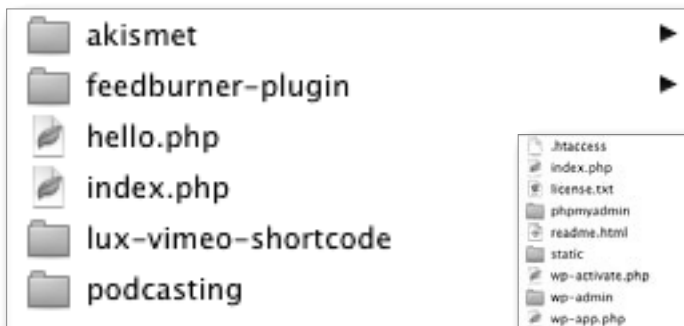 akismet
feedburner-plugin
hello.php
index.php
lux-vimeo-shortcode
podcasting
.htaccess
index.php
license.txt
phpmyadmin
readme.html
static
wp-activate.php
wp-admin
wp-app.php